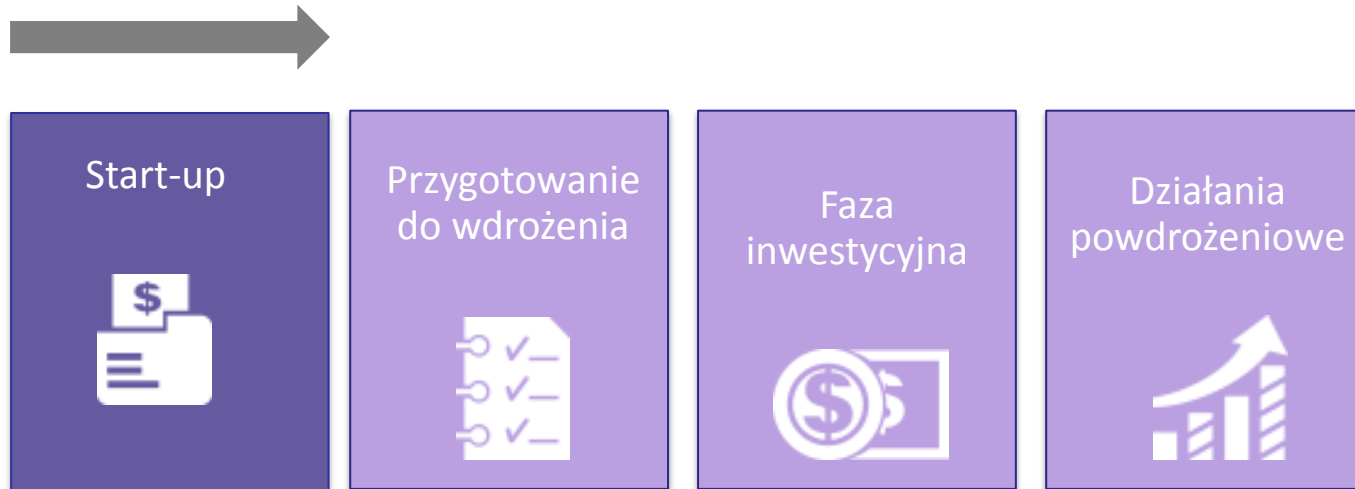 Start-up
Przygotowanie
do wdrożenia
Faza
inwestycyjna
Działania
powdrożeniowe
$
$
$